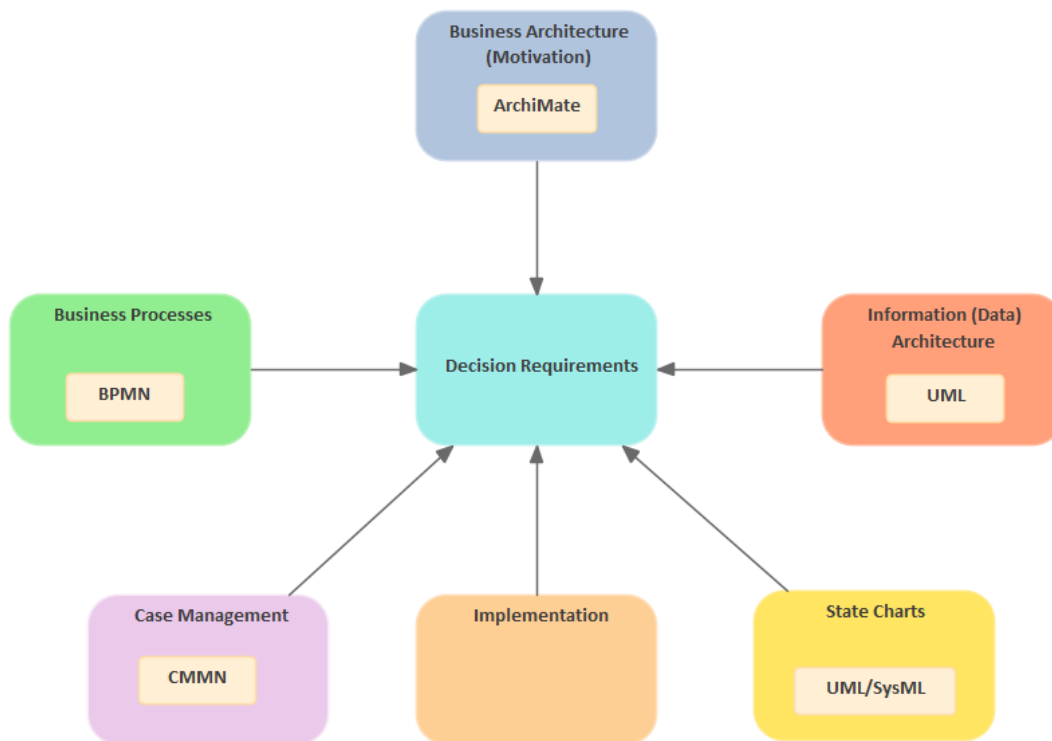 Business Architecture
(Motivation)
ArchiMate
Business Processes
BPMN
Decision Requirements
Information (Data)
Architecture
UML
Case Management
CMMN
Implementation
State Charts
UML/SysML